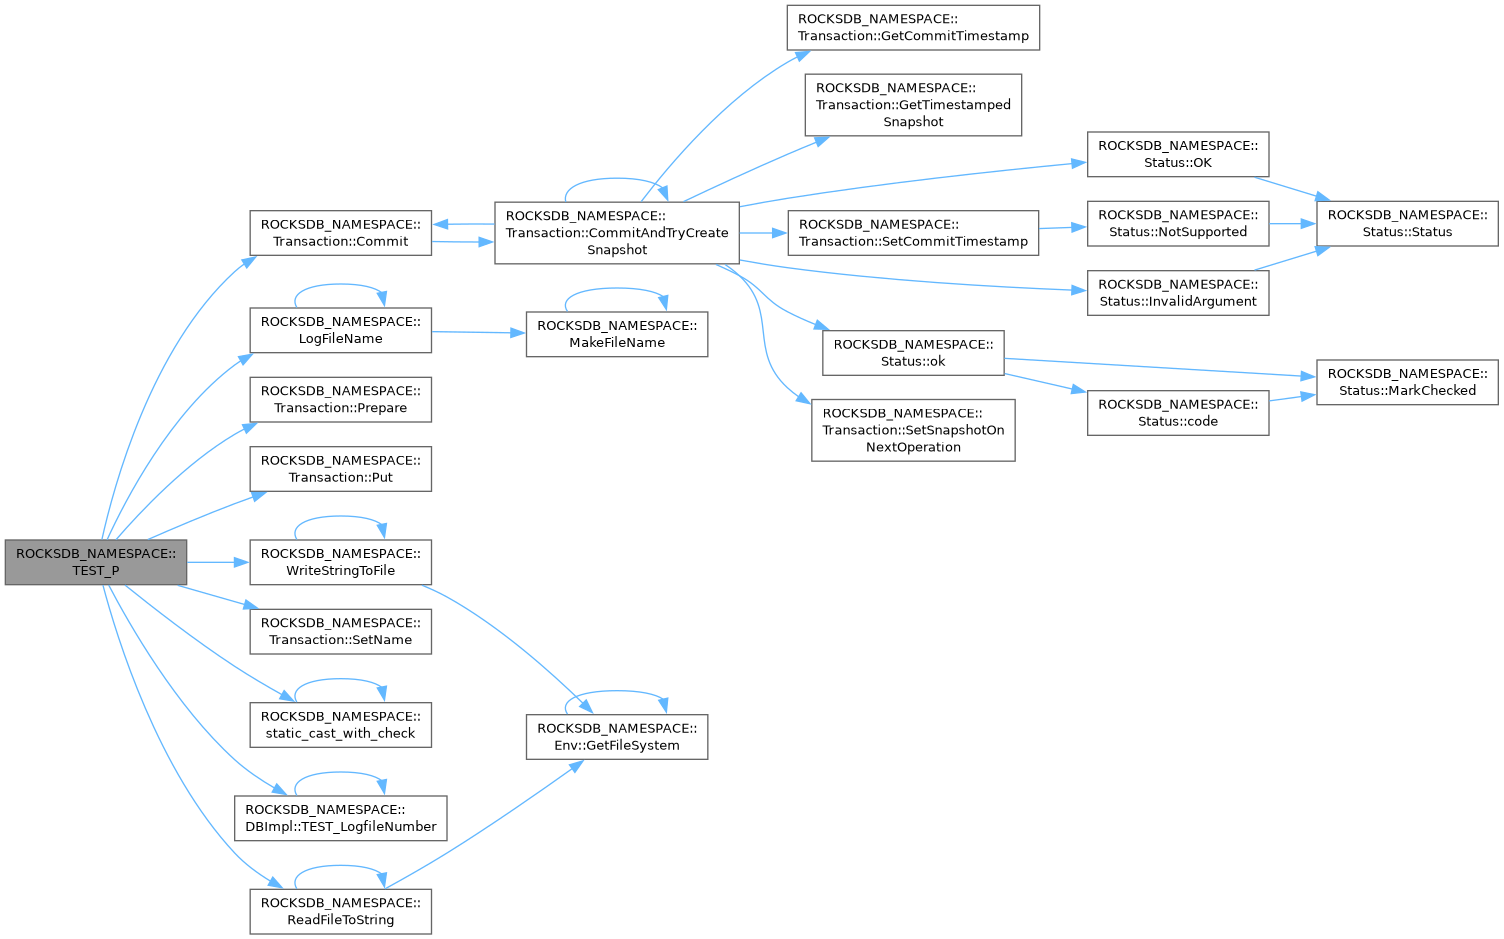 ROCKSDB_NAMESPACE::
TEST_P
ROCKSDB_NAMESPACE::
Transaction::Commit
ROCKSDB_NAMESPACE::
Transaction::CommitAndTryCreate
Snapshot
ROCKSDB_NAMESPACE::
Transaction::GetCommitTimestamp
ROCKSDB_NAMESPACE::
Transaction::GetTimestamped
Snapshot
ROCKSDB_NAMESPACE::
Status::OK
ROCKSDB_NAMESPACE::
Status::Status
ROCKSDB_NAMESPACE::
Transaction::SetCommitTimestamp
ROCKSDB_NAMESPACE::
Status::NotSupported
ROCKSDB_NAMESPACE::
Status::InvalidArgument
ROCKSDB_NAMESPACE::
Status::ok
ROCKSDB_NAMESPACE::
Status::MarkChecked
ROCKSDB_NAMESPACE::
Status::code
ROCKSDB_NAMESPACE::
Transaction::SetSnapshotOn
NextOperation
ROCKSDB_NAMESPACE::
LogFileName
ROCKSDB_NAMESPACE::
MakeFileName
ROCKSDB_NAMESPACE::
Transaction::Prepare
ROCKSDB_NAMESPACE::
Transaction::Put
ROCKSDB_NAMESPACE::
WriteStringToFile
ROCKSDB_NAMESPACE::
Transaction::SetName
ROCKSDB_NAMESPACE::
static_cast_with_check
ROCKSDB_NAMESPACE::
Env::GetFileSystem
ROCKSDB_NAMESPACE::
DBImpl::TEST_LogfileNumber
ROCKSDB_NAMESPACE::
ReadFileToString